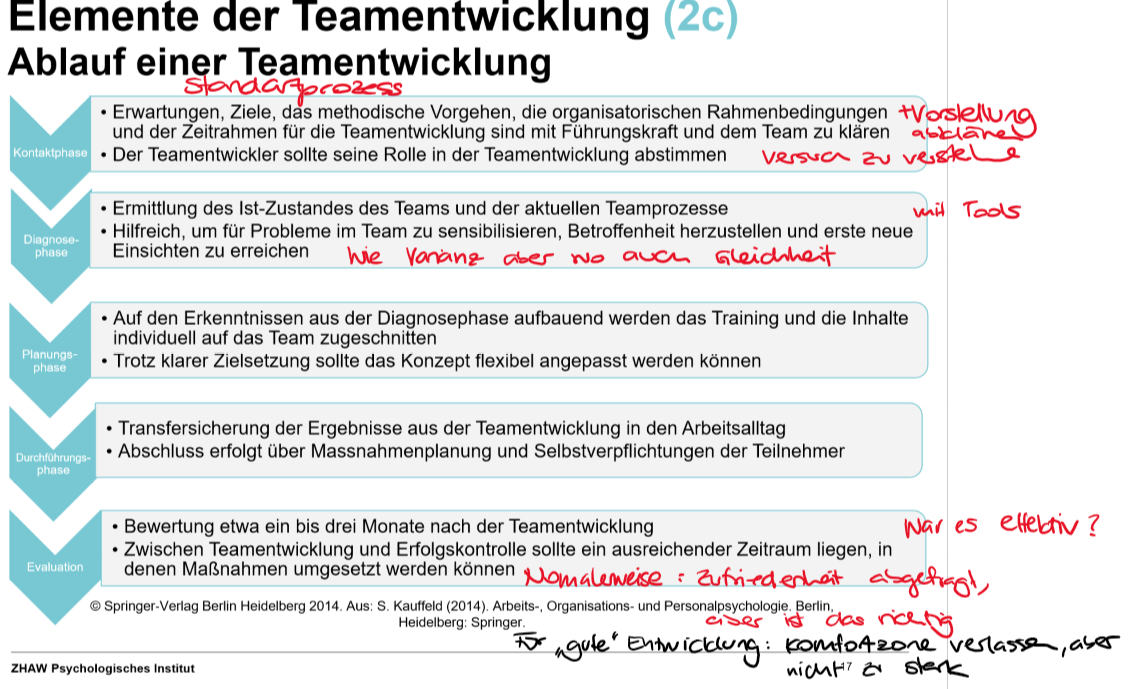 Elemente der Teamentwicklung (2c)
Ablauf einer Teamentwicklung
Standartprozess
Kontaktphase
• Erwartungen, Ziele, das methodische Vorgehen, die organisatorischen Rahmenbedingungen +Vorstellung
und der Zeitrahmen für die Teamentwicklung sind mit Führungskraft und dem Team zu klären abklären
• Der Teamentwickler sollte seine Rolle in der Teamentwicklung abstimmen Versuch zu verstehe
Diagnose-
phase
• Ermittlung des Ist-Zustandes des Teams und der aktuellen Teamprozesse mit Tools
• Hilfreich, um für Probleme im Team zu sensibilisieren, Betroffenheit herzustellen und erste neue
Einsichten zu erreichen Wie Varianz aber wo auch Gleichheit
Planungs-
phase
• Auf den Erkenntnissen aus der Diagnosephase aufbauend werden das Training und die Inhalte
individuell auf das Team zugeschnitten
• Trotz klarer Zielsetzung sollte das Konzept flexibel angepasst werden können
Durchführungs-
phase
• Transfersicherung der Ergebnisse aus der Teamentwicklung in den Arbeitsalltag
• Abschluss erfolgt über Massnahmenplanung und Selbstverpflichtungen der Teilnehmer
Evaluation
• Bewertung etwa ein bis drei Monate nach der Teamentwicklung War es effektiv?
• Zwischen Teamentwicklung und Erfolgskontrolle sollte ein ausreichender Zeitraum liegen, in
denen Maßnahmen umgesetzt werden können Normalerweise: Zufriedenheit abgefragt,
aber ist das richtig
© Springer-Verlag Berlin Heidelberg 2014. Aus: S. Kauffeld (2014). Arbeits-, Organisations- und Personalpsychologie. Berlin,
Heidelberg: Springer.
Für „gute" Entwicklung: Komfortzone verlassen, aber
nicht zu stark
ZHAW Psychologisches Institut
7